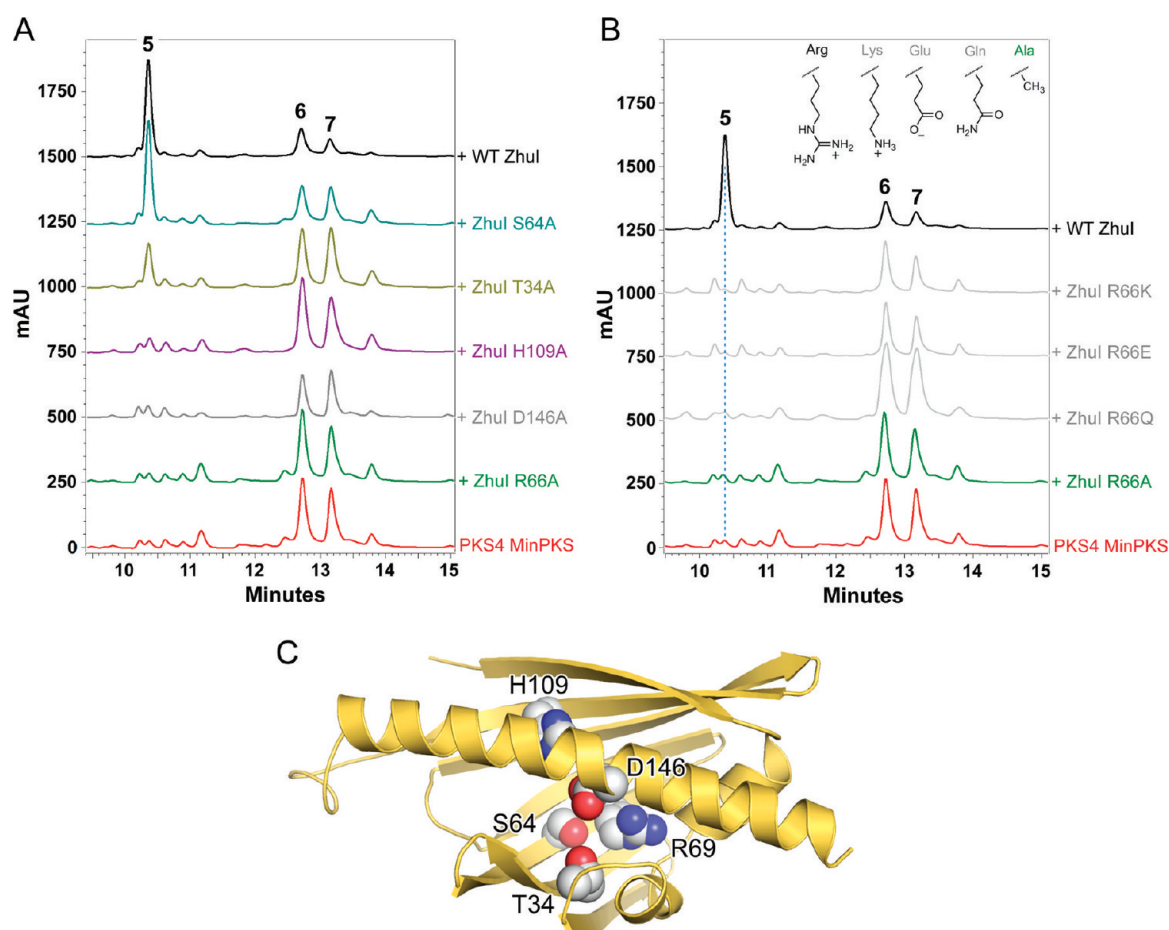 A
5
6
7
1750
1500
1250
1000
750
500
250
0
mAU
+ WT ZhuI
+ ZhuI S64A
+ ZhuI T34A
+ ZhuI H109A
+ ZhuI D146A
+ ZhuI R66A
PKS4 MinPKS
10 11 12 13 14 15
Minutes
B
Arg Lys Glu Gln Ala
CH3
O
O−
O
HN
H2N
NH2
+
NH3
+
H2N
5
6
7
1750
1500
1250
1000
750
500
250
0
mAU
+ WT ZhuI
+ ZhuI R66K
+ ZhuI R66E
+ ZhuI R66Q
+ ZhuI R66A
PKS4 MinPKS
10 11 12 13 14 15
Minutes
C
H109
D146
S64
R69
T34